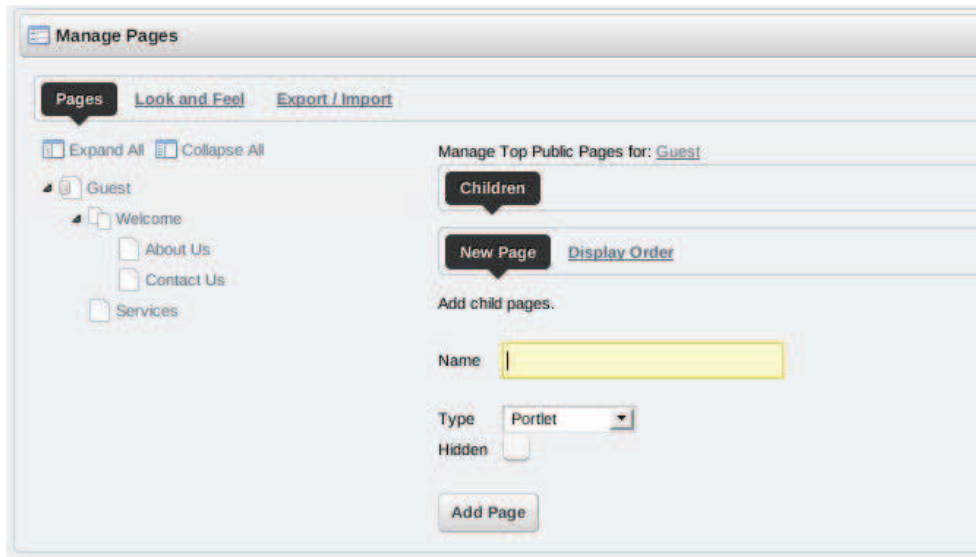 Manage Pages
Pages Look and Feel Export / Import
Expand All Collapse All
Guest
Welcome
About Us
Contact Us
Services
Manage Top Public Pages for: Guest
Children
New Page Display Order
Add child pages.
Name
Type Portlet
Hidden
Add Page